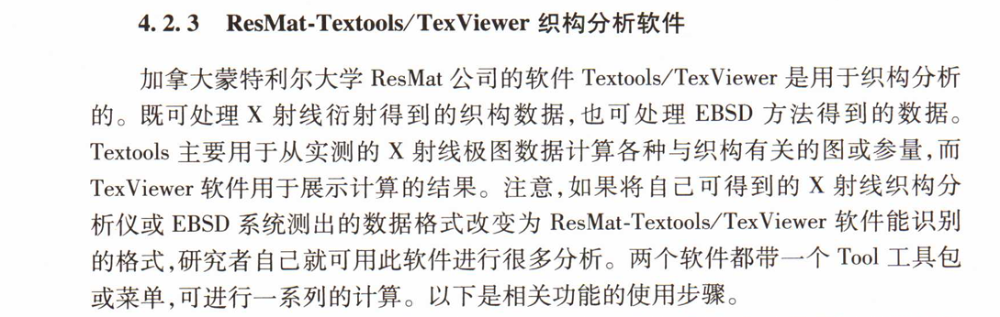 4.2.3 ResMat-Textools/TexViewer 织构分析软件
加拿大蒙特利尔大学 ResMat 公司的软件 Textools/TexViewer 是用于织构分析
的。既可处理 X 射线衍射得到的织构数据,也可处理 EBSD 方法得到的数据。
Textools 主要用于从实测的 X 射线极图数据计算各种与织构有关的图或参量,而
TexViewer 软件用于展示计算的结果。注意,如果将自己可得到的 X 射线织构分
析仪或 EBSD 系统测出的数据格式改变为 ResMat-Textools/TexViewer 软件能识别
的格式,研究者自己就可用此软件进行很多分析。两个软件都带一个 Tool 工具包
或菜单,可进行一系列的计算。以下是相关功能的使用步骤。